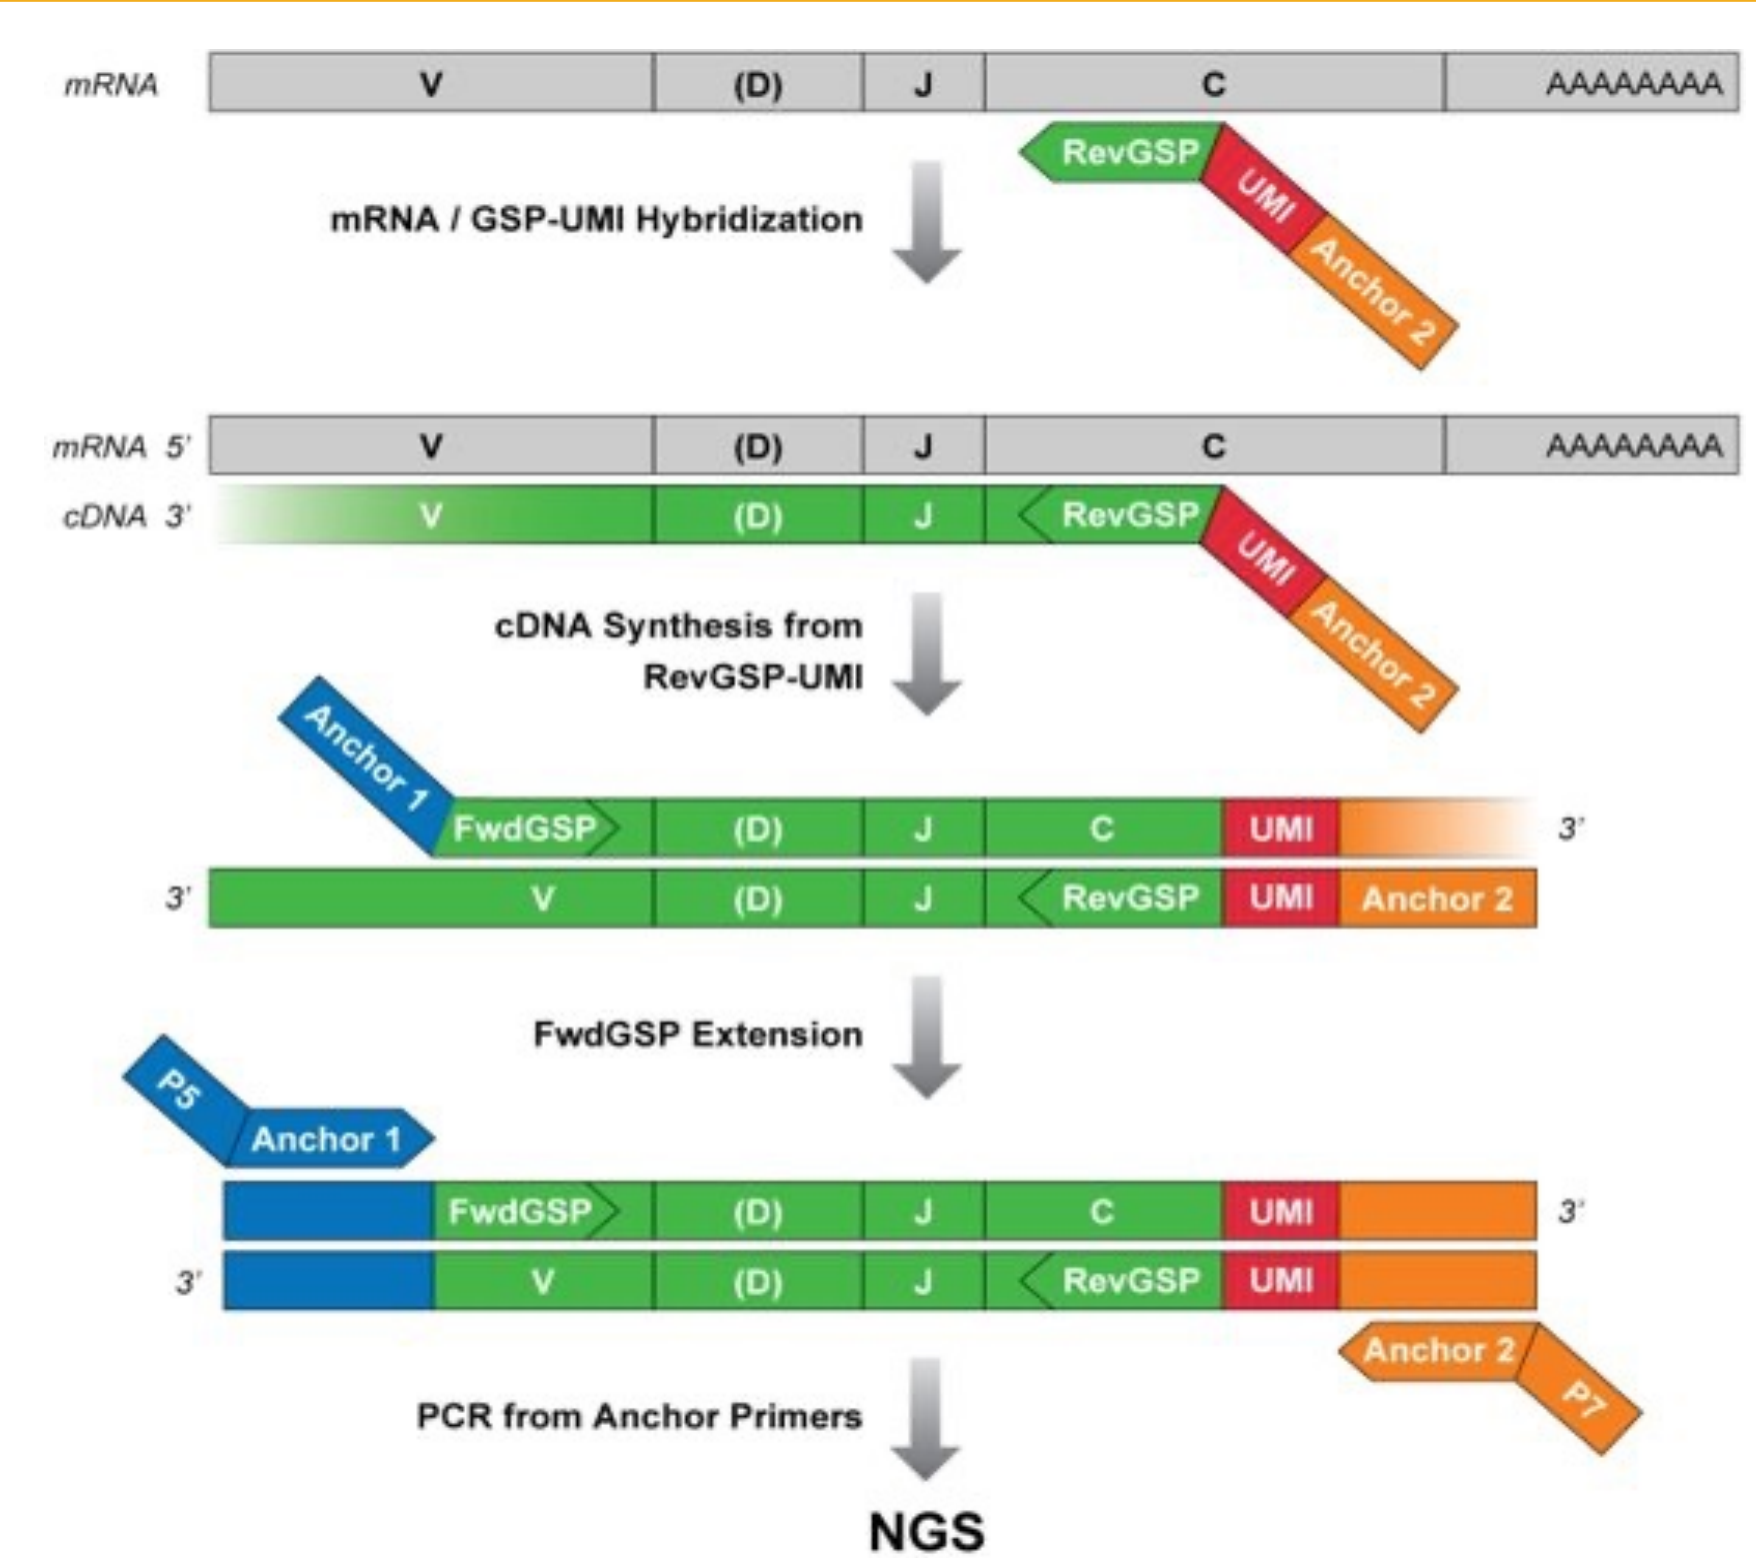 mRNA V (D) J C AAAAAAAA
RevGSP
UMI
Anchor 2
mRNA / GSP-UMI Hybridization
mRNA 5’ V (D) J C AAAAAAAA
cDNA 3’ V (D) J RevGSP
UMI
Anchor 2
cDNA Synthesis from
RevGSP-UMI
Anchor 1
FwdGSP (D) J C UMI 3’
3’ V (D) J RevGSP UMI Anchor 2
FwdGSP Extension
P5
Anchor 1
FwdGSP (D) J C UMI 3’
3’ V (D) J RevGSP UMI
Anchor 2
P7
PCR from Anchor Primers
NGS